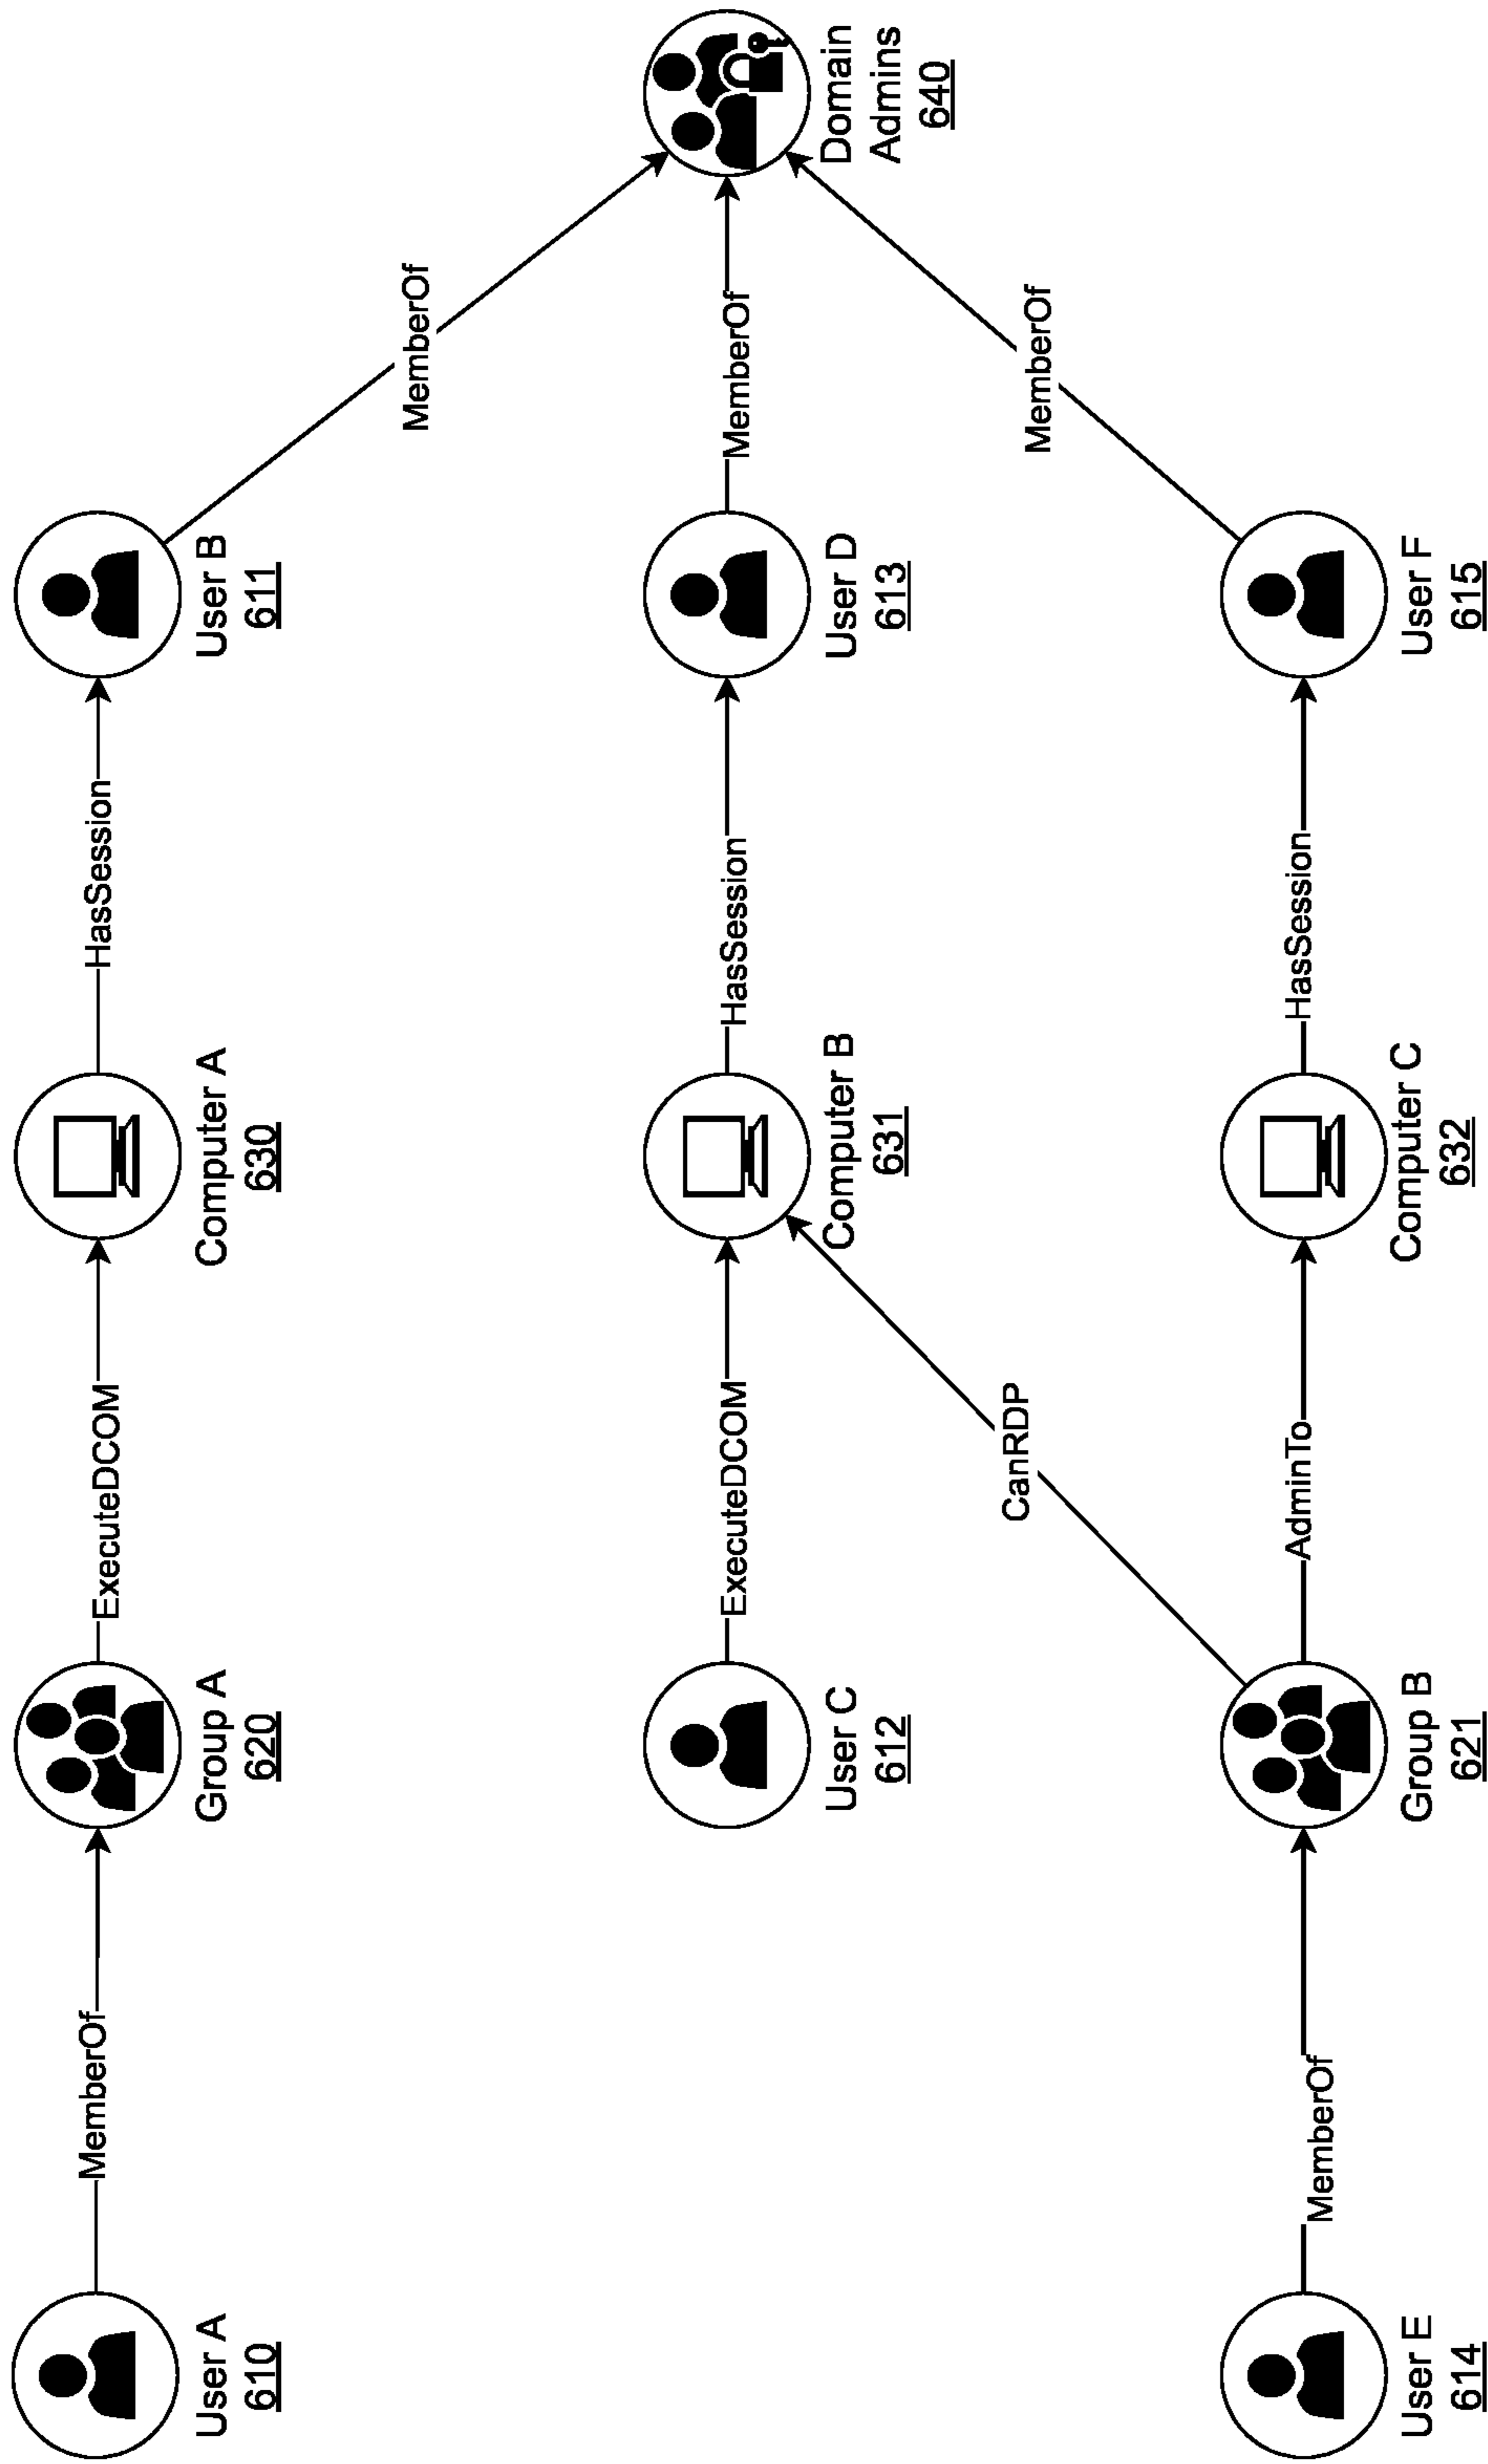 User A
610
MemberOf
Group A
620
ExecuteDCOM
Computer A
630
HasSession
User B
611
MemberOf
User C
612
ExecuteDCOM
Computer B
631
HasSession
User D
613
MemberOf
Domain
Admins
640
CanRDP
User E
614
MemberOf
Group B
621
AdminTo
Computer C
632
HasSession
User F
615
MemberOf